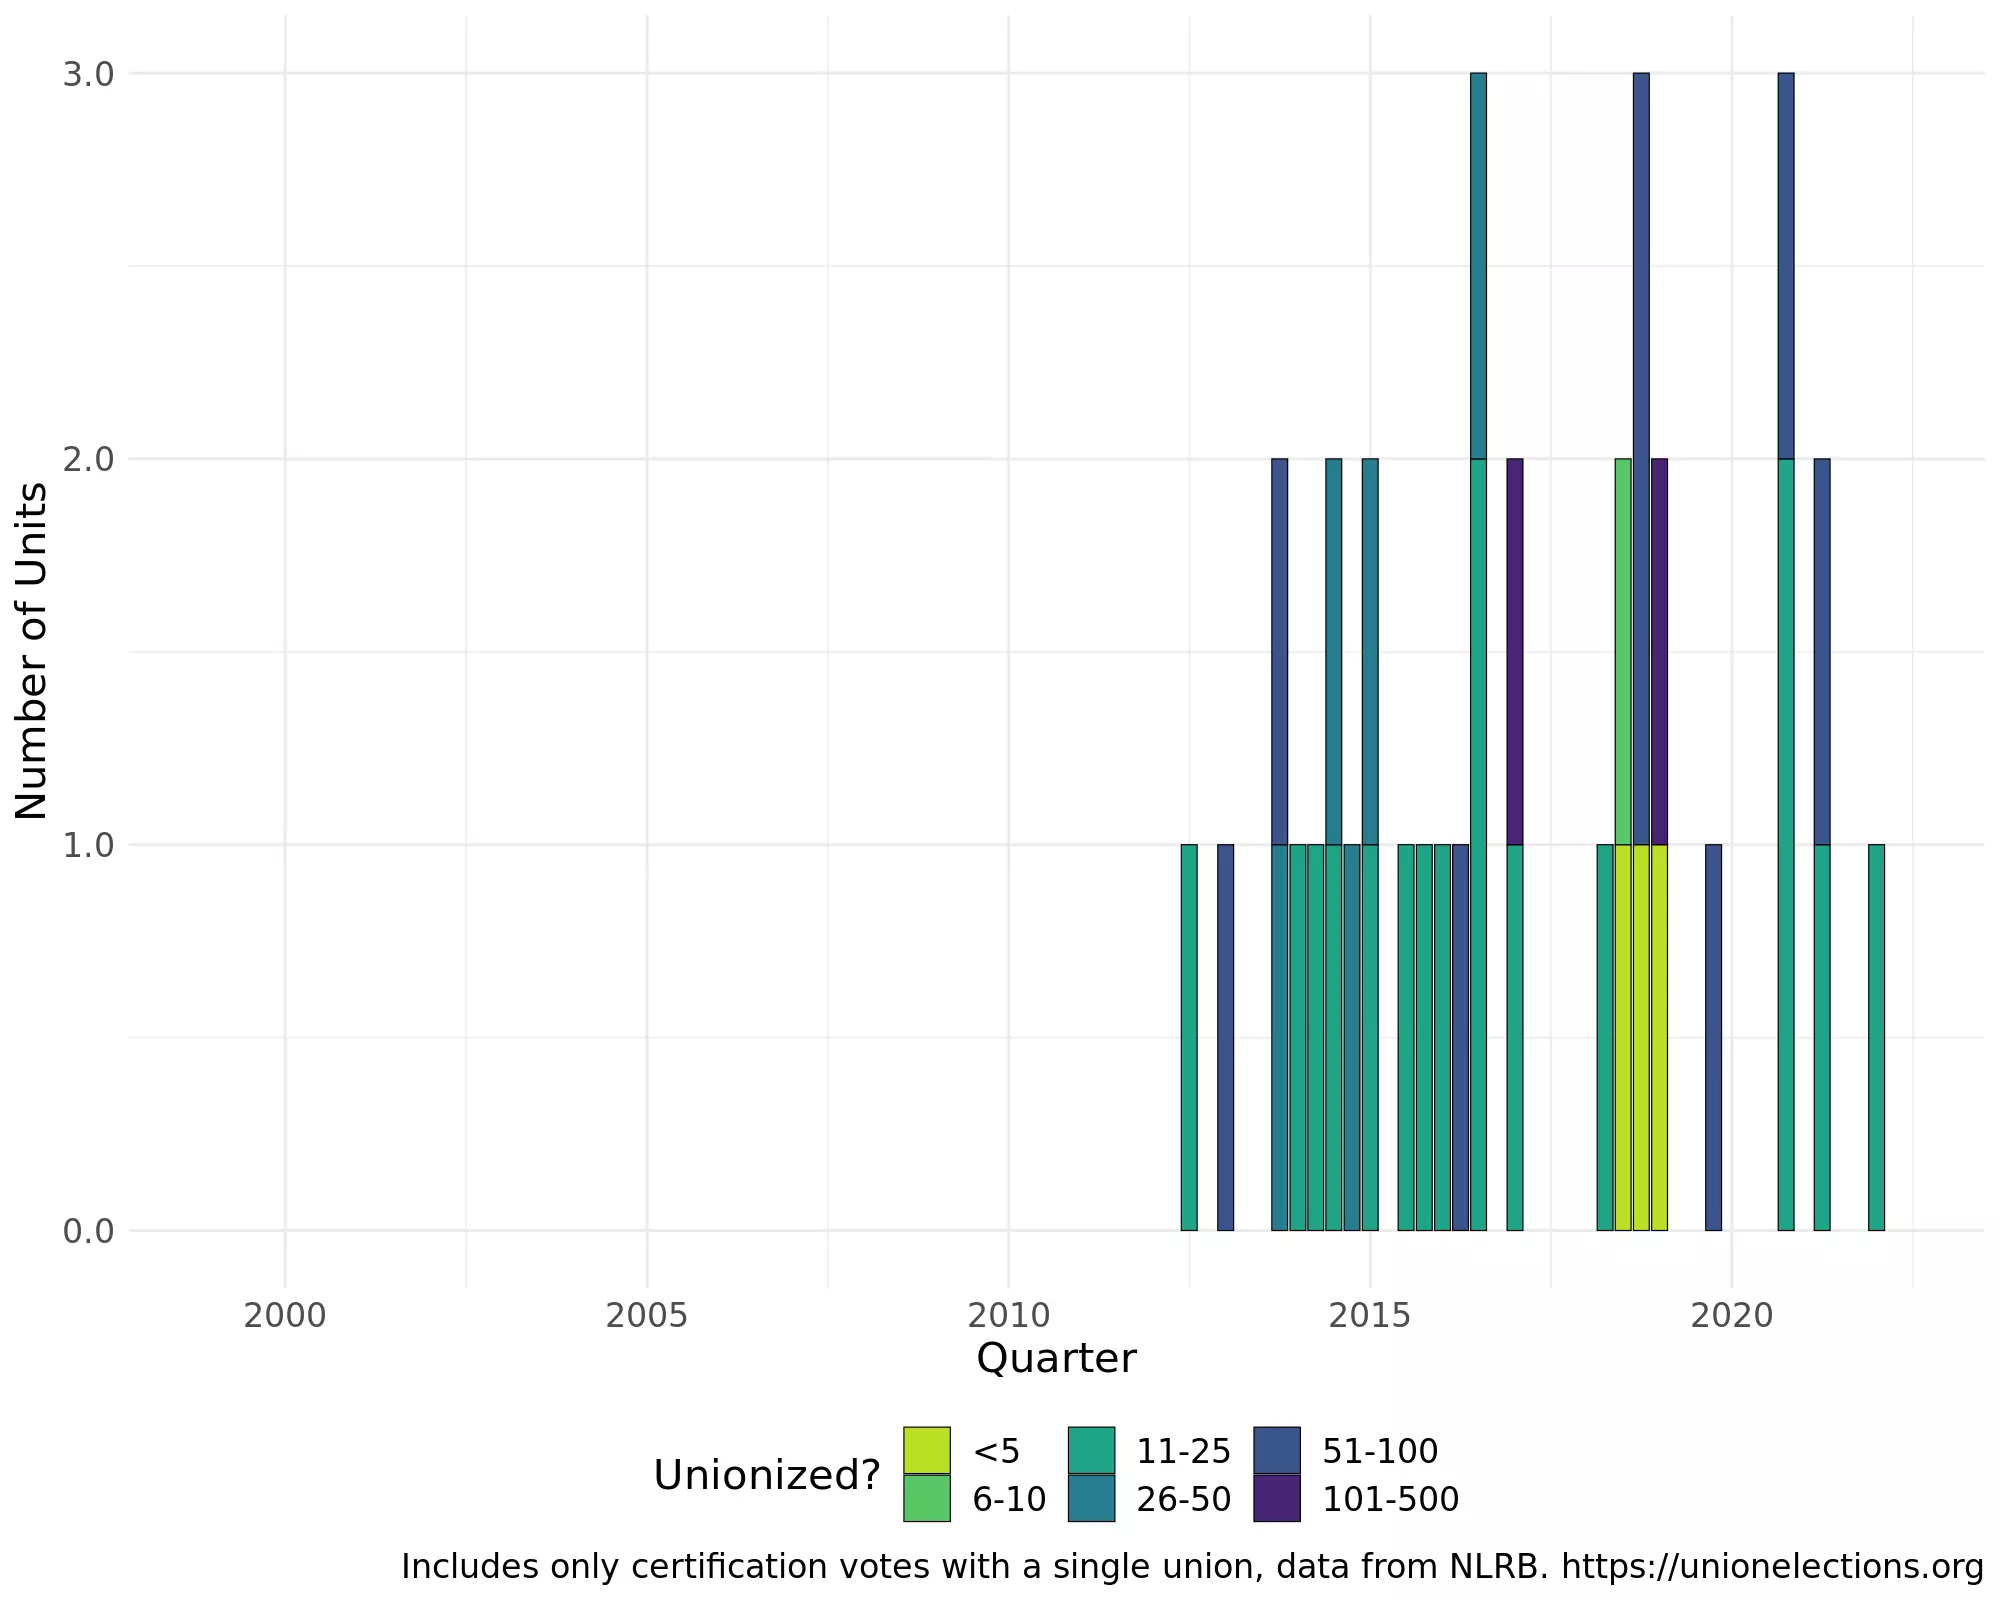 3.0
2.0
1.0
0.0
Number of Units
2000 2005 2010 2015 2020
Quarter
Unionized?
<5 11-25 51-100
6-10 26-50 101-500
Includes only certification votes with a single union, data from NLRB. https://unionelections.org